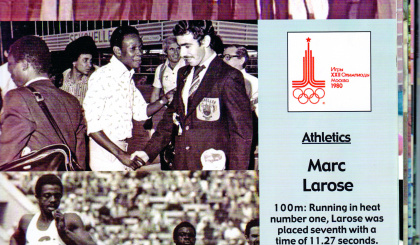 Игры
XXII Олимпиады
Москва
1980
Athletics
Marc
Larose
100m: Running in heat
number one, Larose was
placed seventh with a
time of 11.27 seconds.